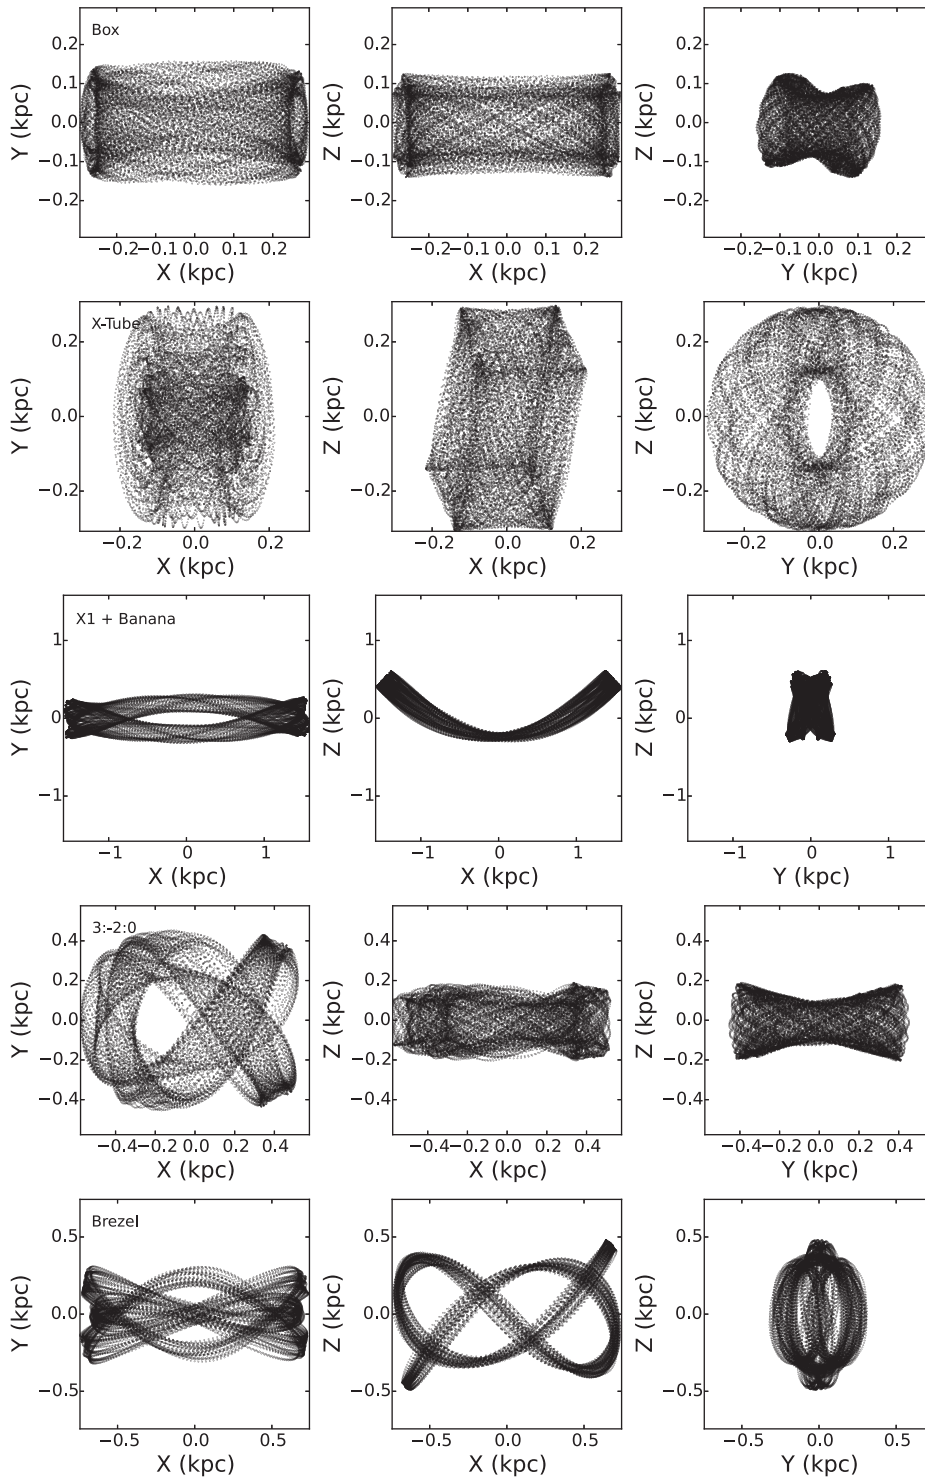 Box
0.2
0.1
0.0
−0.1
−0.2
−0.2−0.1 0.0 0.1 0.2
X (kpc)
Y (kpc)
0.2
0.1
0.0
−0.1
−0.2
−0.2−0.1 0.0 0.1 0.2
X (kpc)
Z (kpc)
0.2
0.1
0.0
−0.1
−0.2
−0.2−0.1 0.0 0.1 0.2
Y (kpc)
Z (kpc)
X-Tube
0.2
0.0
−0.2
−0.2 0.0 0.2
X (kpc)
Y (kpc)
0.2
0.0
−0.2
−0.2 0.0 0.2
X (kpc)
Z (kpc)
0.2
0.0
−0.2
−0.2 0.0 0.2
Y (kpc)
Z (kpc)
X1 + Banana
1
0
−1
−1 0 1
X (kpc)
Y (kpc)
1
0
−1
−1 0 1
X (kpc)
Z (kpc)
1
0
−1
−1 0 1
Y (kpc)
Z (kpc)
3:-2:0
0.4
0.2
0.0
−0.2
−0.4
−0.4−0.2 0.0 0.2 0.4
X (kpc)
Y (kpc)
0.4
0.2
0.0
−0.2
−0.4
−0.4−0.2 0.0 0.2 0.4
X (kpc)
Z (kpc)
0.4
0.2
0.0
−0.2
−0.4
−0.4−0.2 0.0 0.2 0.4
Y (kpc)
Z (kpc)
Brezel
0.5
0.0
−0.5
−0.5 0.0 0.5
X (kpc)
Y (kpc)
0.5
0.0
−0.5
−0.5 0.0 0.5
X (kpc)
Z (kpc)
0.5
0.0
−0.5
−0.5 0.0 0.5
Y (kpc)
Z (kpc)